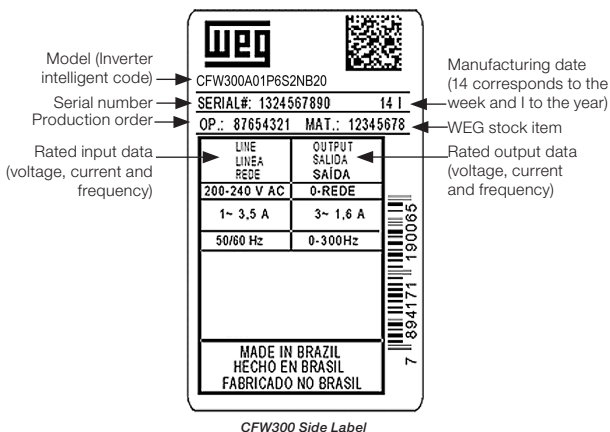 weg
Model (Inverter
intelligent code)
CFW300A01P6S2NB20
Manufacturing date
(14 corresponds to the
week and I to the year)
Serial number
SERIAL#: 1324567890 14 I
Production order
OP.: 87654321 MAT.: 12345678
WEG stock item
Rated input data
(voltage, current and
frequency)
LINE
LINEA
REDE
OUTPUT
SALIDA
SAÍDA
Rated output data
(voltage, current
and frequency)
200-240 V AC 0-REDE
1~ 3,5 A 3~ 1,6 A
50/60 Hz 0-300Hz
7 894171 190065
MADE IN BRAZIL
HECHO EN BRASIL
FABRICADO NO BRASIL
CFW300 Side Label